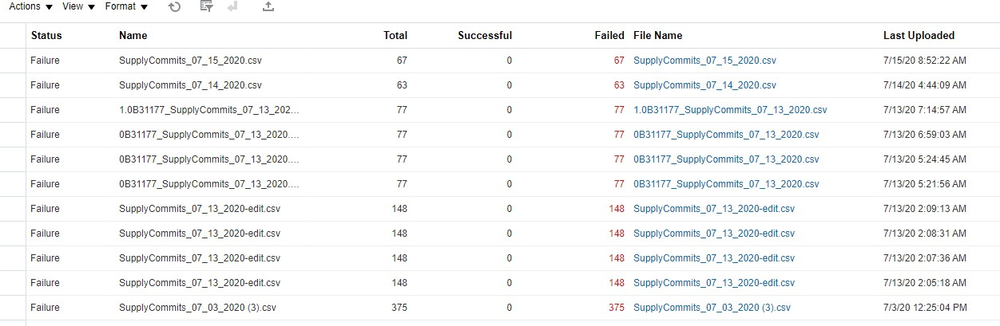 Actions View Format
Status Name Total Successful Failed File Name Last Uploaded
Failure SupplyCommits_07_15_2020.csv 67 0 67 SupplyCommits_07_15_2020.csv 7/15/20 8:52:22 AM
Failure SupplyCommits_07_14_2020.csv 63 0 63 SupplyCommits_07_14_2020.csv 7/14/20 4:44:09 AM
Failure 1.0B31177_SupplyCommits_07_13_202... 77 0 77 1.0B31177_SupplyCommits_07_13_2020.csv 7/13/20 7:14:57 AM
Failure 0B31177_SupplyCommits_07_13_2020.... 77 0 77 0B31177_SupplyCommits_07_13_2020.csv 7/13/20 6:59:03 AM
Failure 0B31177_SupplyCommits_07_13_2020.... 77 0 77 0B31177_SupplyCommits_07_13_2020.csv 7/13/20 5:24:45 AM
Failure 0B31177_SupplyCommits_07_13_2020.... 77 0 77 0B31177_SupplyCommits_07_13_2020.csv 7/13/20 5:21:56 AM
Failure SupplyCommits_07_13_2020-edit.csv 148 0 148 SupplyCommits_07_13_2020-edit.csv 7/13/20 2:09:13 AM
Failure SupplyCommits_07_13_2020-edit.csv 148 0 148 SupplyCommits_07_13_2020-edit.csv 7/13/20 2:08:31 AM
Failure SupplyCommits_07_13_2020-edit.csv 148 0 148 SupplyCommits_07_13_2020-edit.csv 7/13/20 2:07:36 AM
Failure SupplyCommits_07_13_2020-edit.csv 148 0 148 SupplyCommits_07_13_2020-edit.csv 7/13/20 2:05:18 AM
Failure SupplyCommits_07_03_2020 (3).csv 375 0 375 SupplyCommits_07_03_2020 (3).csv 7/3/20 12:25:04 PM